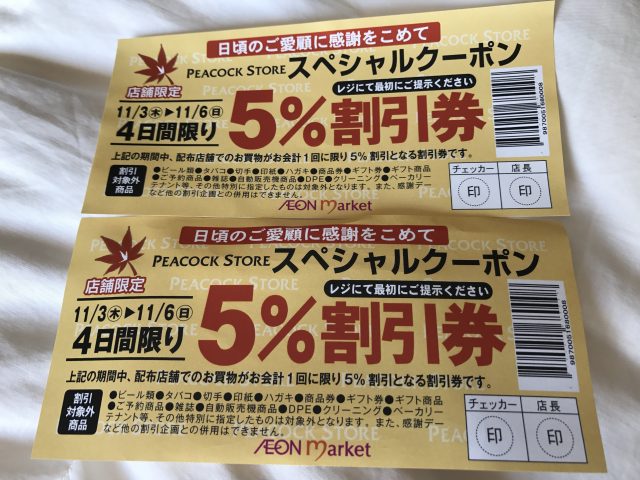 日頃のご愛顧に感謝をこめて
PEACOCK STORE スペシャルクーポン
店舗限定
レジにて最初にご提示ください
11/3㊍▶11/6㊐
4日間限り
5%割引券
上記の期間中、配布店舗でのお買物がお会計1回に限り5%割引となる割引券です。
割引対象外商品
●ビール類●タバコ●切手●印紙●ハガキ●商品券●ギフト券●ギフト商品
●ご予約商品●雑誌●自動販売機商品●DPE●クリーニング●ベーカリー
テナント等、その他特別に指定したものは対象外となります。また、感謝デー
など他の割引企画との併用はできません。
チェッカー 店長
印 印
9870051680008
ÆON market
日頃のご愛顧に感謝をこめて
PEACOCK STORE スペシャルクーポン
店舗限定
レジにて最初にご提示ください
11/3㊍▶11/6㊐
4日間限り
5%割引券
上記の期間中、配布店舗でのお買物がお会計1回に限り5%割引となる割引券です。
割引対象外商品
●ビール類●タバコ●切手●印紙●ハガキ●商品券●ギフト券●ギフト商品
●ご予約商品●雑誌●自動販売機商品●DPE●クリーニング●ベーカリー
テナント等、その他特別に指定したものは対象外となります。また、感謝デー
など他の割引企画との併用はできません。
チェッカー 店長
印 印
9870051680008
ÆON market